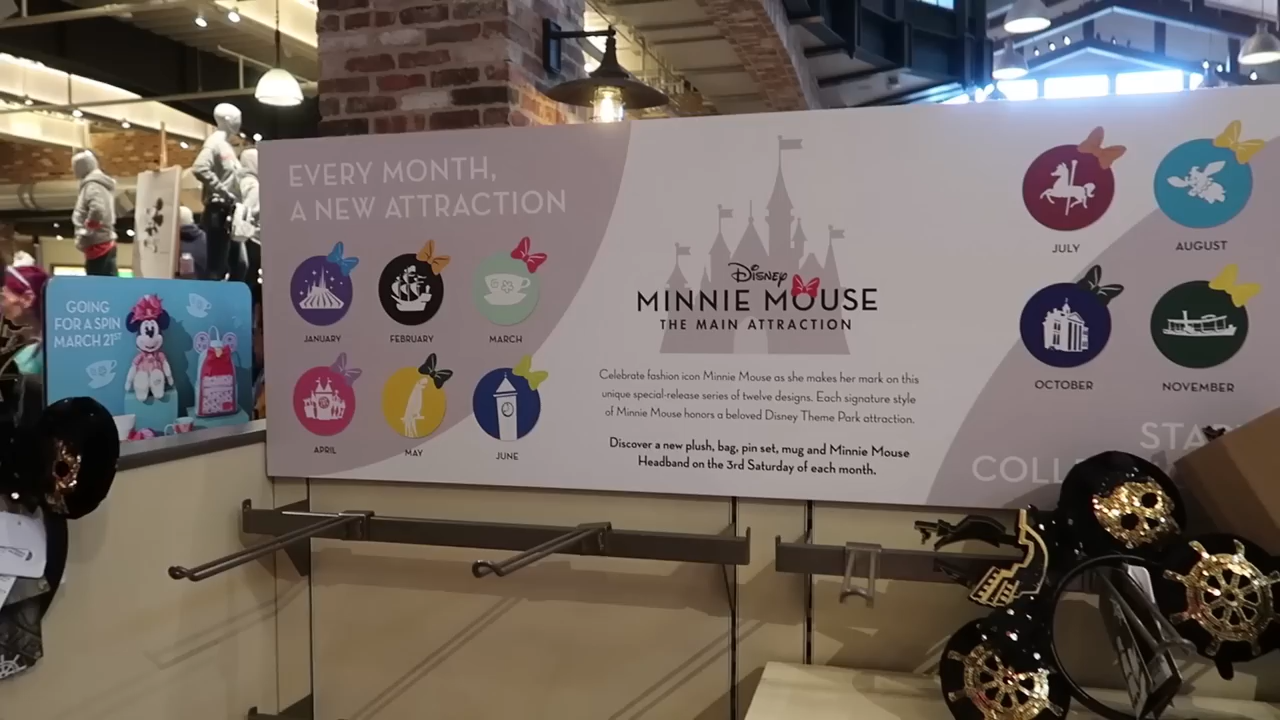 EVERY MONTH,
A NEW ATTRACTION
JANUARY
FEBRUARY
MARCH
APRIL
MAY
JUNE
GOING
FOR A SPIN
MARCH 21ST
Disney
MINNIE MOUSE
THE MAIN ATTRACTION
Celebrate fashion icon Minnie Mouse as she makes her mark on this
unique special-release series of twelve designs. Each signature style
of Minnie Mouse honors a beloved Disney Theme Park attraction.
Discover a new plush, bag, pin set, mug and Minnie Mouse
Headband on the 3rd Saturday of each month.
JULY
AUGUST
OCTOBER
NOVEMBER